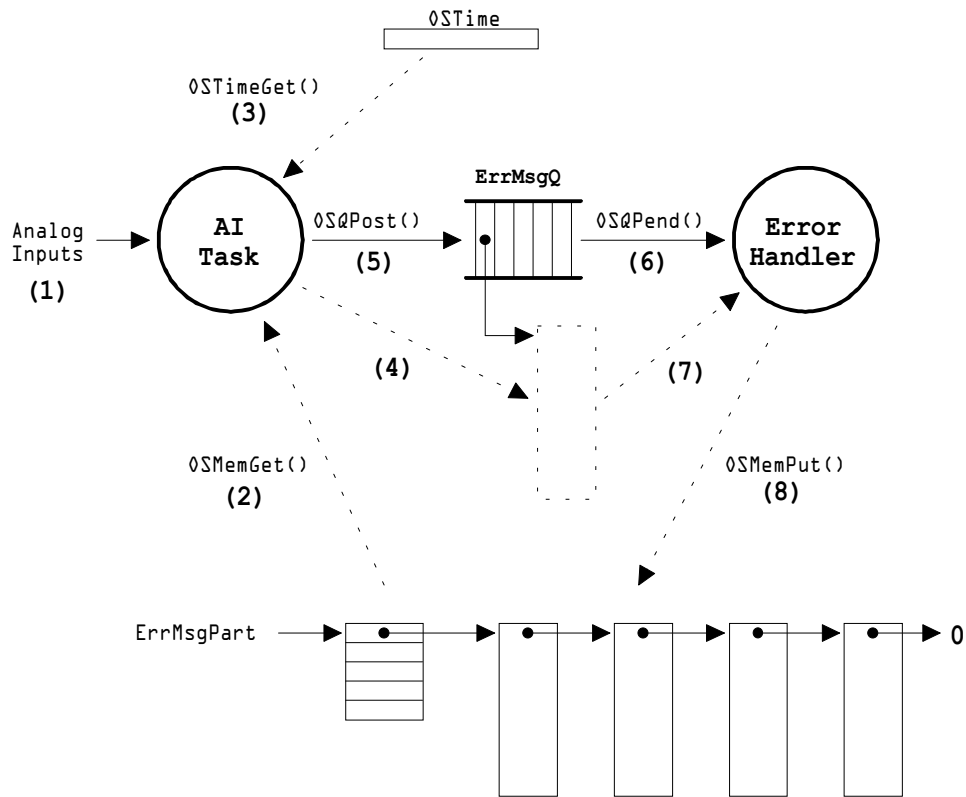 OSTime
OSTimeGet()
(3)
ErrMsgQ
Analog
Inputs
(1)
AI
Task
OSQPost()
(5)
OSQPend()
(6)
Error
Handler
(4)
(7)
OSMemGet()
(2)
OSMemPut()
(8)
ErrMsgPart
0